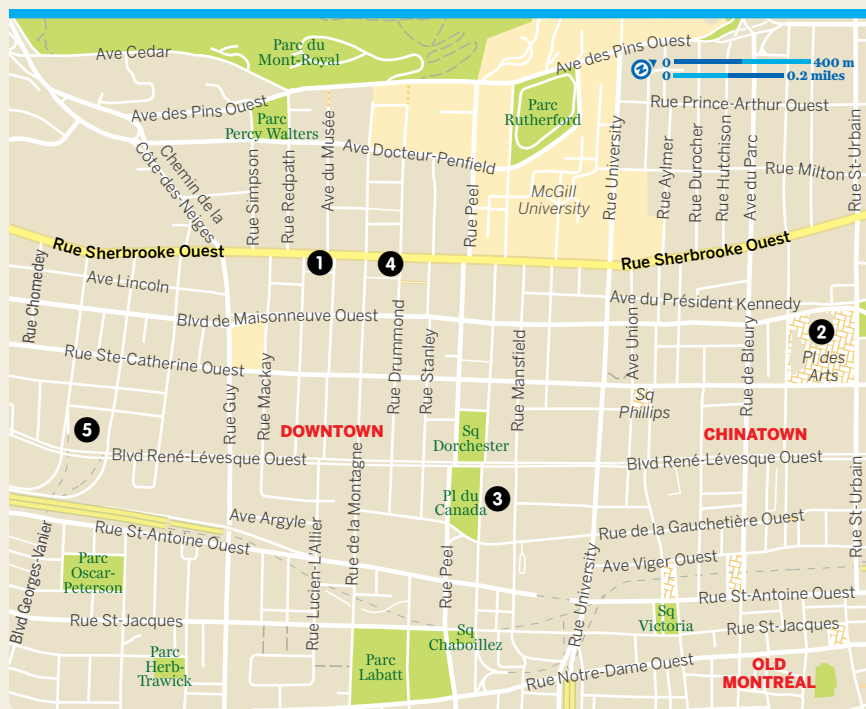 Ave Cedar
Parc du
Mont-Royal
Ave des Pins Ouest
0 400 m
0 0.2 miles
Ave des Pins Ouest
Parc
Percy Walters
Parc
Rutherford
Rue Prince-Arthur Ouest
Chemin de la
Côte-des-Neiges
Rue Simpson
Rue Redpath
Ave du Musée
Ave Docteur-Penfield
Rue Peel
McGill
University
Rue University
Rue Aylmer
Rue Durocher
Rue Hutchison
Ave du Parc
Rue Milton
Rue St-Urbain
Rue Sherbrooke Ouest
1
4
Rue Sherbrooke Ouest
Rue Chomedey
Ave Lincoln
Blvd de Maisonneuve Ouest
Ave du Président Kennedy
Rue Ste-Catherine Ouest
Rue Guy
Rue Mackay
Rue Drummond
Rue Stanley
Rue Mansfield
Ave Union
Rue de Bleury
2
Pl des
Arts
Sq
Phillips
5
DOWNTOWN
Sq
Dorchester
CHINATOWN
Blvd René-Lévesque Ouest
Blvd René-Lévesque Ouest
Pl du
Canada
3
Rue St-Urbain
Ave Argyle
Rue St-Antoine Ouest
Rue de la Gauchetière Ouest
Blvd Georges-Vanier
Parc
Oscar-
Peterson
Rue Lucien-L'Allier
Rue de la Montagne
Rue Peel
Rue University
Ave Viger Ouest
Rue St-Antoine Ouest
Rue St-Jacques
Sq
Chaboillez
Sq
Victoria
Rue St-Jacques
Parc
Herb-
Trawick
Parc
Labatt
Rue Notre-Dame Ouest
OLD
MONTRÉAL